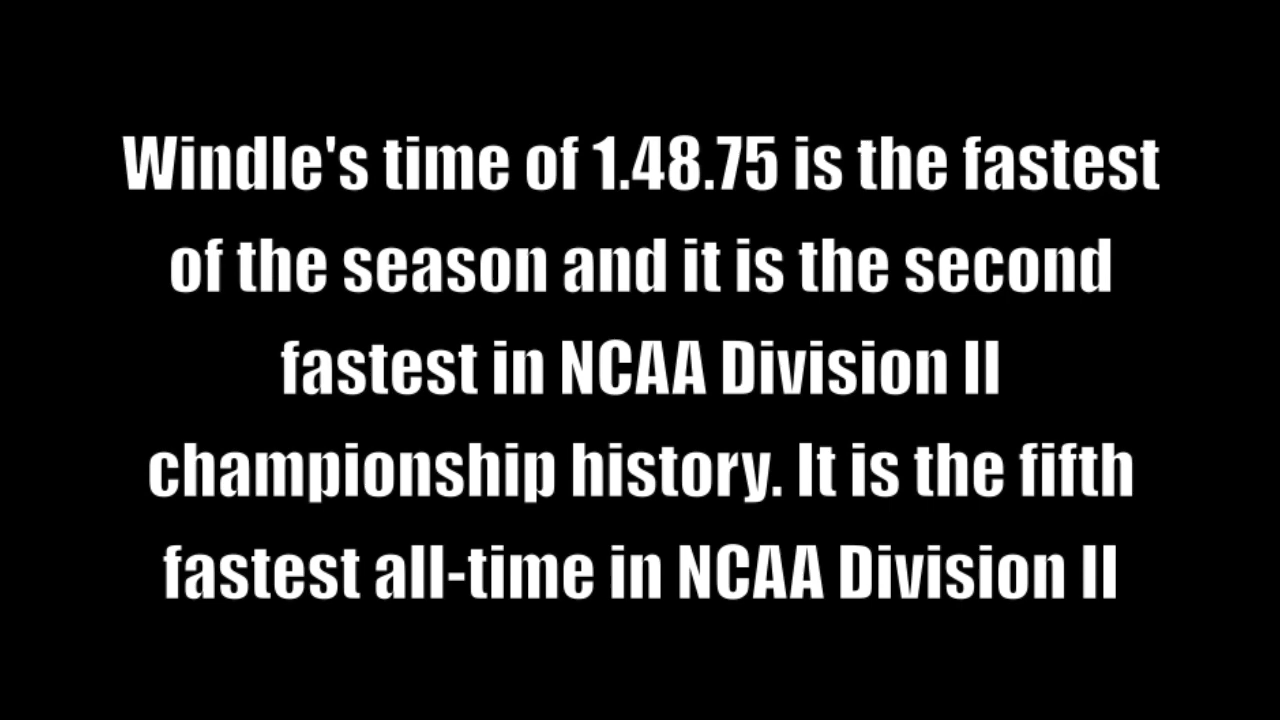 Windle's time of 1.48.75 is the fastest
of the season and it is the second
fastest in NCAA Division II
championship history. It is the fifth
fastest all-time in NCAA Division II